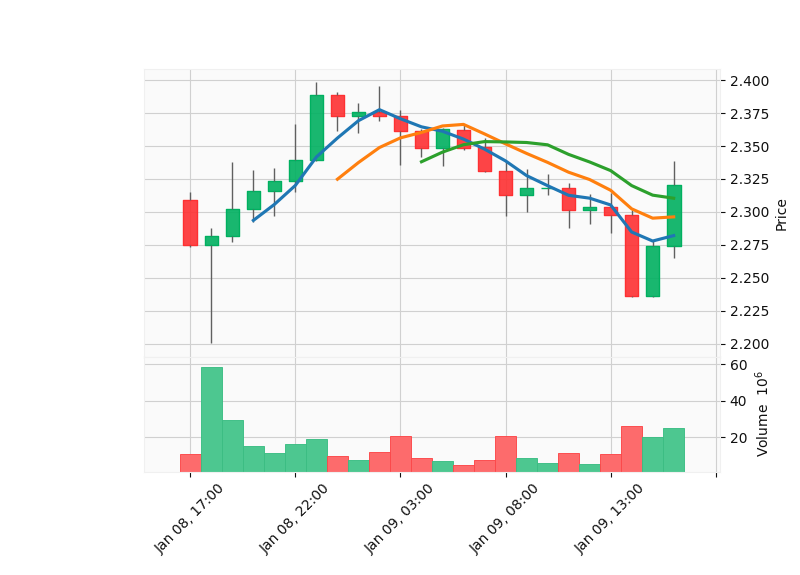 2.400
2.375
2.350
2.325
2.300
2.275
2.250
2.225
2.200
Price
60
40
20
Volume 10⁶
Jan 08, 17:00
Jan 08, 22:00
Jan 09, 03:00
Jan 09, 08:00
Jan 09, 13:00